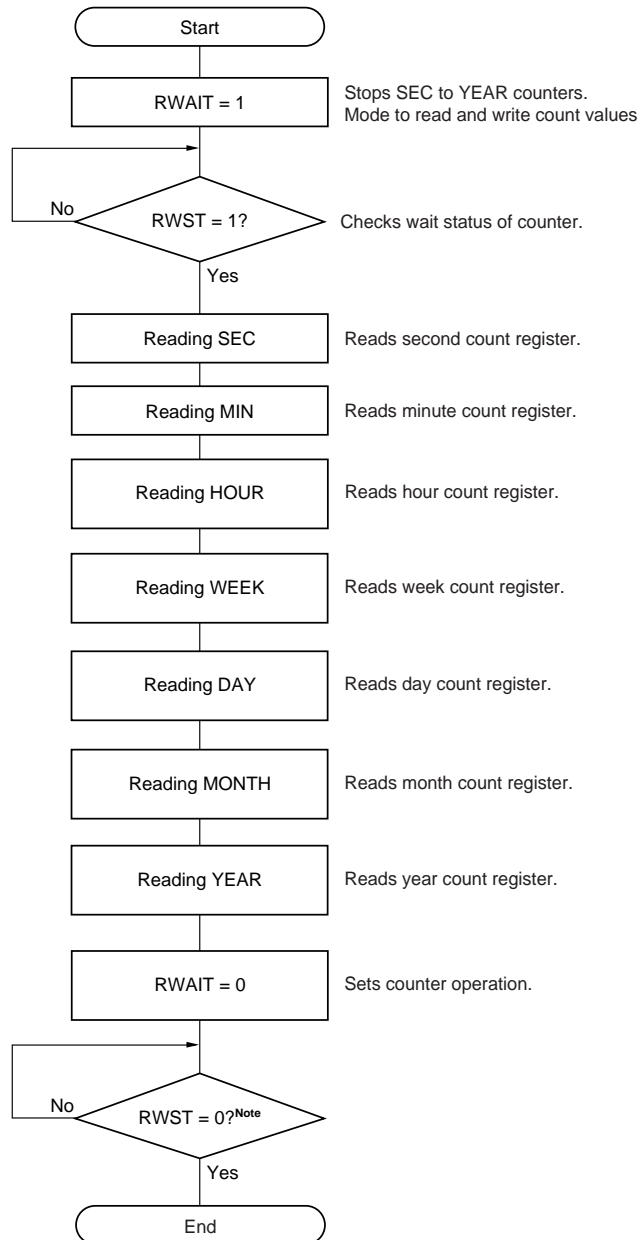 Start
RWAIT = 1
Stops SEC to YEAR counters.
Mode to read and write count values
No
RWST = 1?
Checks wait status of counter.
Yes
Reading SEC
Reads second count register.
Reading MIN
Reads minute count register.
Reading HOUR
Reads hour count register.
Reading WEEK
Reads week count register.
Reading DAY
Reads day count register.
Reading MONTH
Reads month count register.
Reading YEAR
Reads year count register.
RWAIT = 0
Sets counter operation.
No
RWST = 0?Note
Yes
End